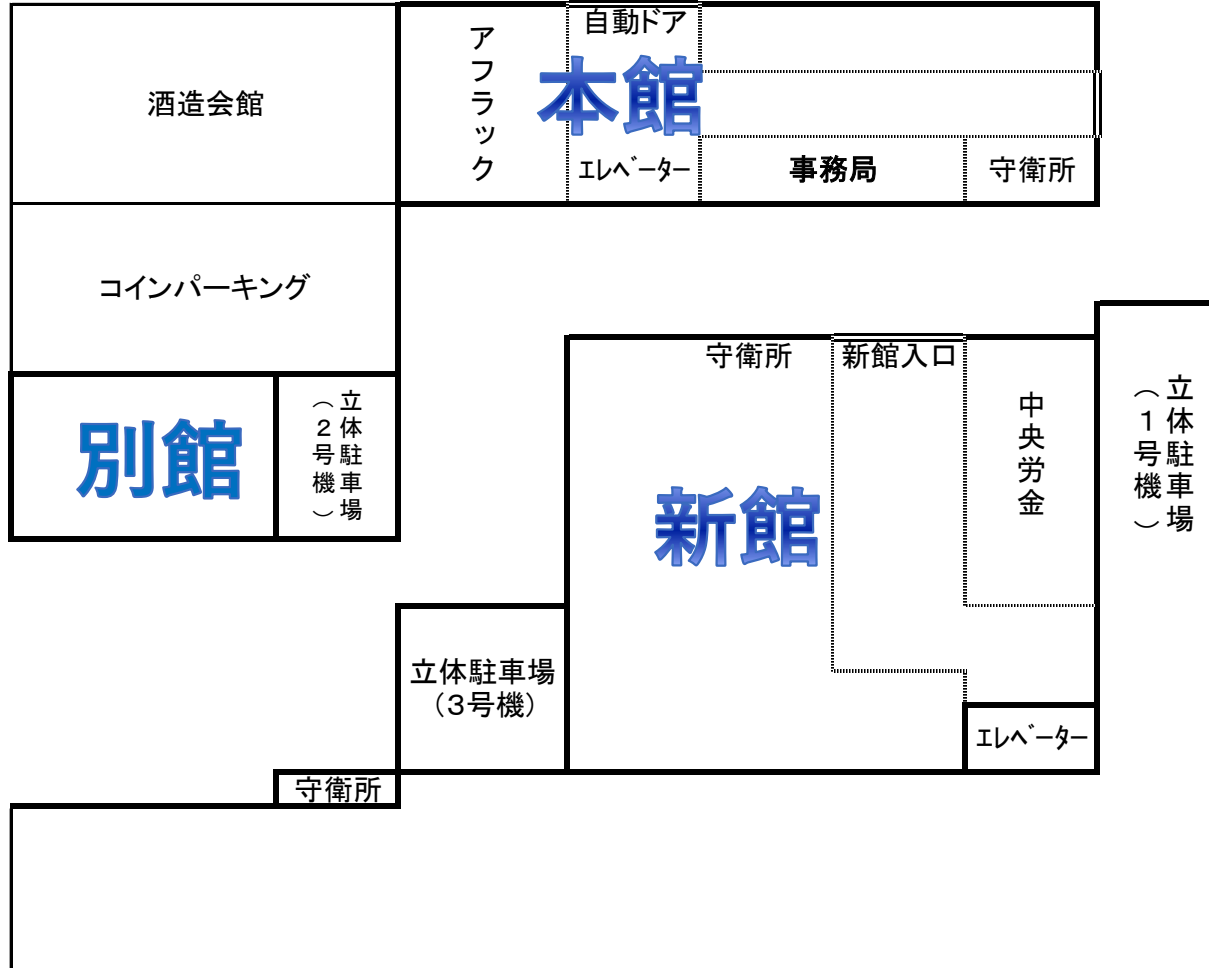 自動ドア
アフラック
本館
酒造会館
エレベーター
事務局
守衛所
コインパーキング
守衛所
新館入口
立体駐車場
（２号機）
中央労金
立体駐車場
（１号機）
別館
新館
立体駐車場
（３号機）
エレベーター
守衛所